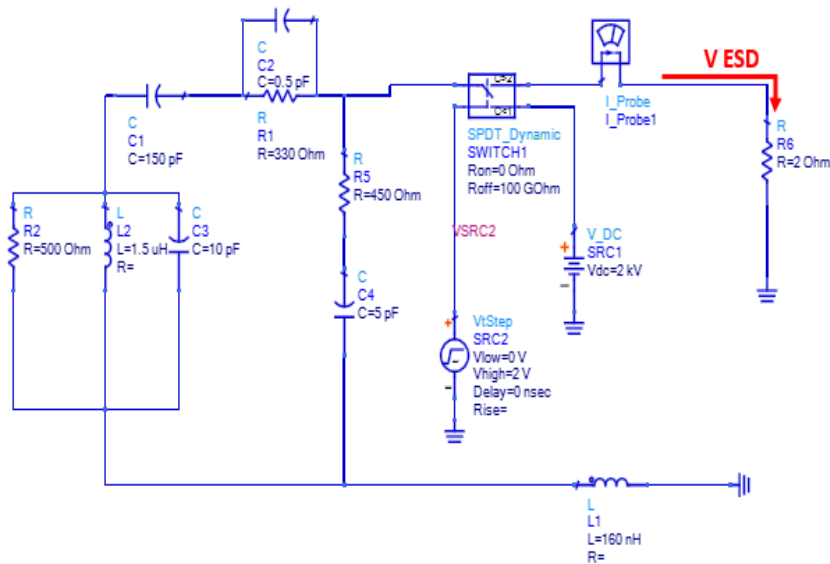 C
C2
C=0.5 pF
C
C1
C=150 pF
R
R1
R=330 Ohm
R
R5
R=450 Ohm
C
C4
C=5 pF
R
R2
R=500 Ohm
L
L2
L=1.5 uH
R=
C
C3
C=10 pF
SPDT_Dynamic
SWITCH1
Ron=0 Ohm
Roff=100 GOhm
VSRC2
I_Probe
I_Probe1
V ESD
R
R6
R=2 Ohm
V_DC
SRC1
Vdc=2 kV
VtStep
SRC2
Vlow=0 V
Vhigh=2 V
Delay=0 nsec
Rise=
L
L1
L=160 nH
R=